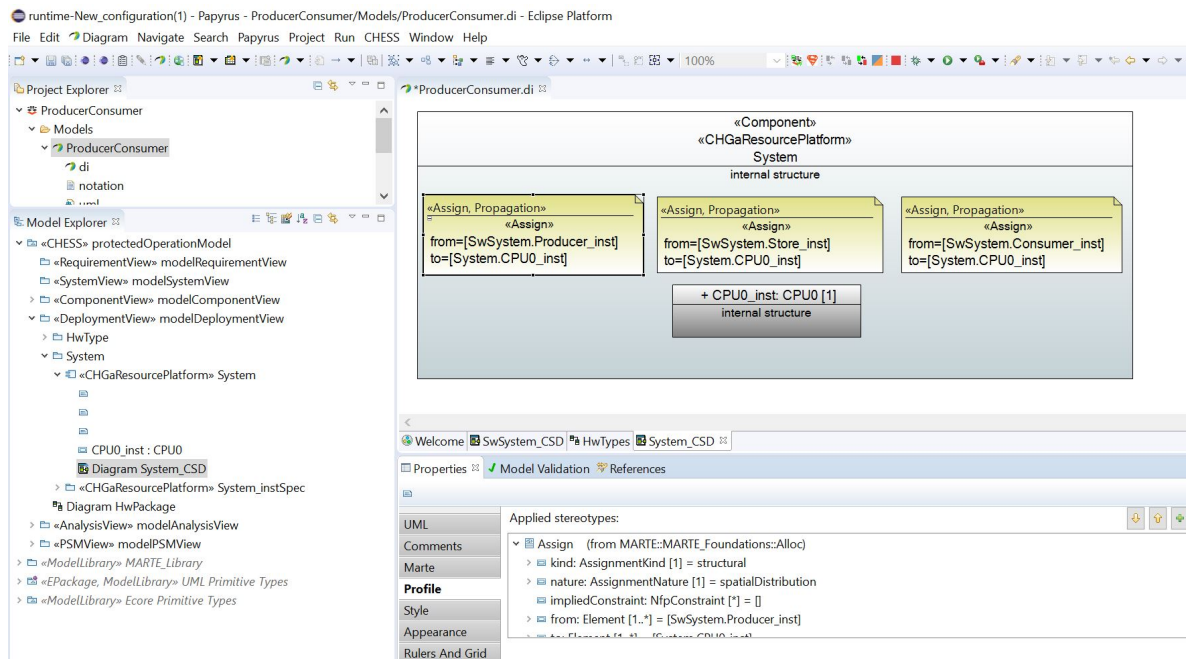 runtime-New_configuration(1) - Papyrus - ProducerConsumer/Models/ProducerConsumer.di - Eclipse Platform
File Edit Diagram Navigate Search Papyrus Project Run CHESS Window Help
100%
Project Explorer
ProducerConsumer
Models
ProducerConsumer
di
notation
uml
Model Explorer
«CHESS» protectedOperationModel
«RequirementView» modelRequirementView
«SystemView» modelSystemView
«ComponentView» modelComponentView
«DeploymentView» modelDeploymentView
HwType
System
«CHGaResourcePlatform» System
CPU0_inst : CPU0
Diagram System_CSD
«CHGaResourcePlatform» System_instSpec
Diagram HwPackage
«AnalysisView» modelAnalysisView
«PSMView» modelPSMView
«ModelLibrary» MARTE_Library
«EPackage, ModelLibrary» UML Primitive Types
«ModelLibrary» Ecore Primitive Types
*ProducerConsumer.di
«Component»
«CHGaResourcePlatform»
System
internal structure
«Assign, Propagation»
«Assign»
from=[SwSystem.Producer_inst]
to=[System.CPU0_inst]
«Assign, Propagation»
«Assign»
from=[SwSystem.Store_inst]
to=[System.CPU0_inst]
«Assign, Propagation»
«Assign»
from=[SwSystem.Consumer_inst]
to=[System.CPU0_inst]
+ CPU0_inst: CPU0 [1]
internal structure
Welcome SwSystem_CSD HwTypes System_CSD
Properties Model Validation References
UML
Comments
Marte
Profile
Style
Appearance
Rulers And Grid
Applied stereotypes:
Assign (from MARTE::MARTE_Foundations::Alloc)
kind: AssignmentKind [1] = structural
nature: AssignmentNature [1] = spatialDistribution
impliedConstraint: NfpConstraint [*] = []
from: Element [1..*] = [SwSystem.Producer_inst]
to: Element [1..*] = [System.CPU0_inst]